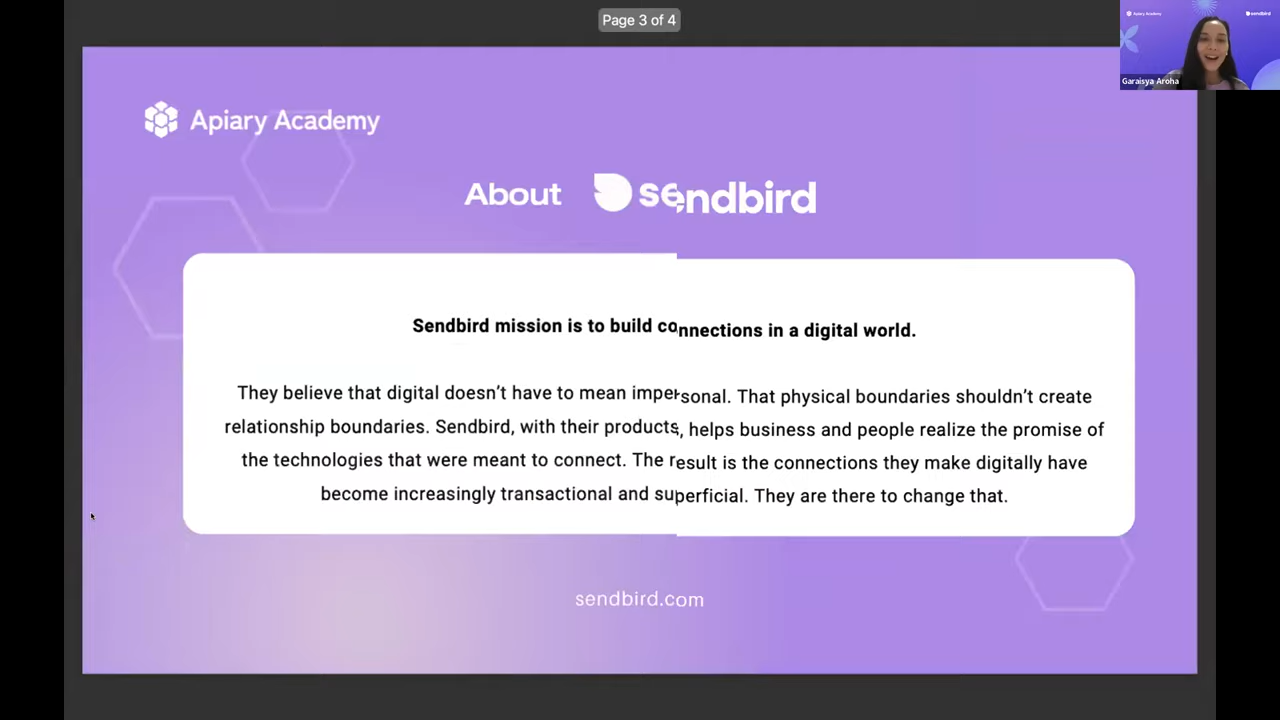 Page 3 of 4
Apiary Academy
sendbird
Garaisya Aroha
Apiary Academy
About sendbird
Sendbird mission is to build connections in a digital world.
They believe that digital doesn’t have to mean impersonal. That physical boundaries shouldn’t create
relationship boundaries. Sendbird, with their products, helps business and people realize the promise of
the technologies that were meant to connect. The result is the connections they make digitally have
become increasingly transactional and superficial. They are there to change that.
sendbird.com